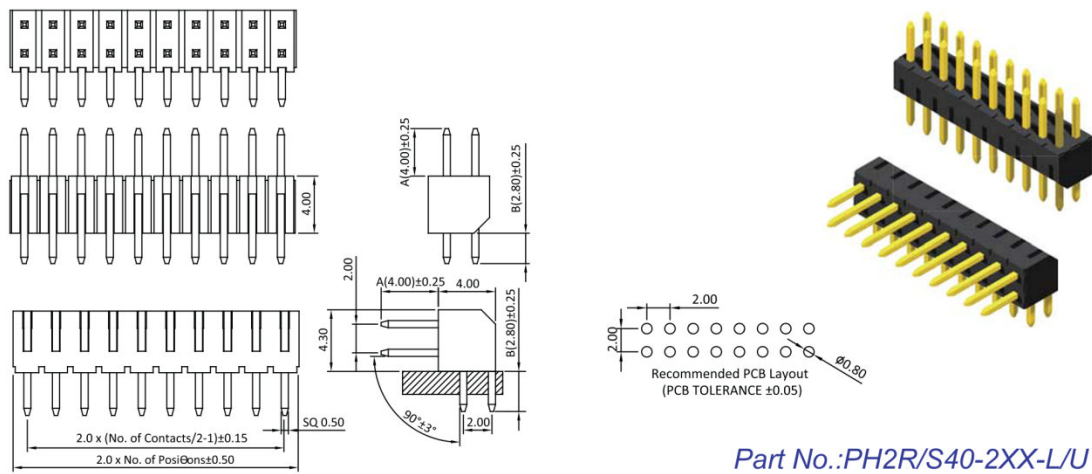 A(4.00)±0.25
B(2.80)±0.25
4.00
A(4.00)±0.25
4.00
2.00
4.30
B(2.80)±0.25
90°±3°
2.00
SQ 0.50
2.0 x (No. of Contacts/2-1)±0.15
2.0 x No. of PosiӨons±0.50
2.00
2.00
Ø0.80
Recommended PCB Layout
(PCB TOLERANCE ±0.05)
Part No.:PH2R/S40-2XX-L/U